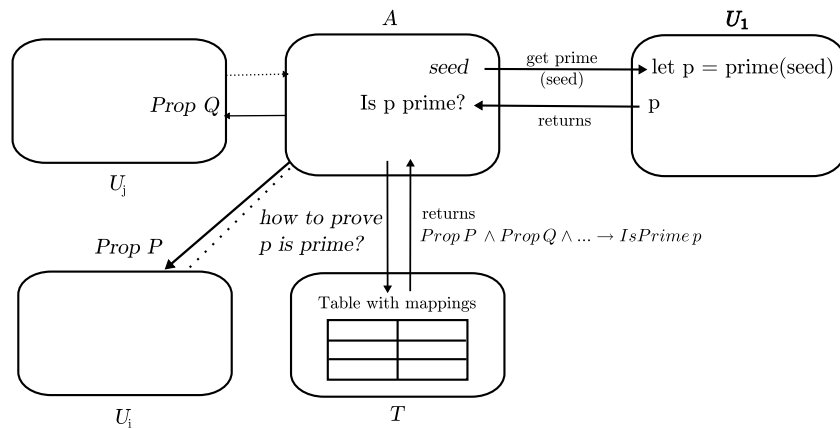 A
U₁
seed
get prime
(seed)
let p = prime(seed)
Prop Q
Is p prime?
returns
p
Uⱼ
how to prove
p is prime?
returns
Prop P ∧ Prop Q ∧ ... → IsPrime p
Prop P
Table with mappings
Uᵢ
T